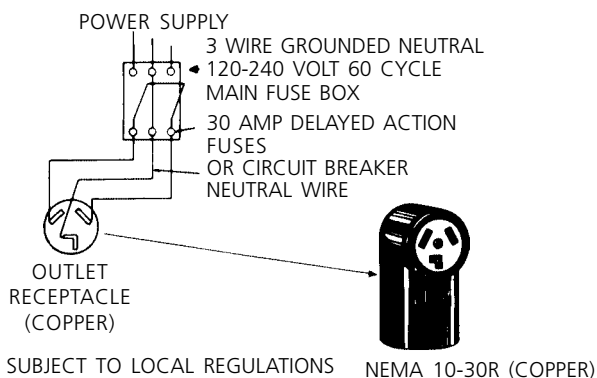 POWER SUPPLY
3 WIRE GROUNDED NEUTRAL
120-240 VOLT 60 CYCLE
MAIN FUSE BOX
30 AMP DELAYED ACTION
FUSES
OR CIRCUIT BREAKER
NEUTRAL WIRE
OUTLET
RECEPTACLE
(COPPER)
SUBJECT TO LOCAL REGULATIONS
NEMA 10-30R (COPPER)